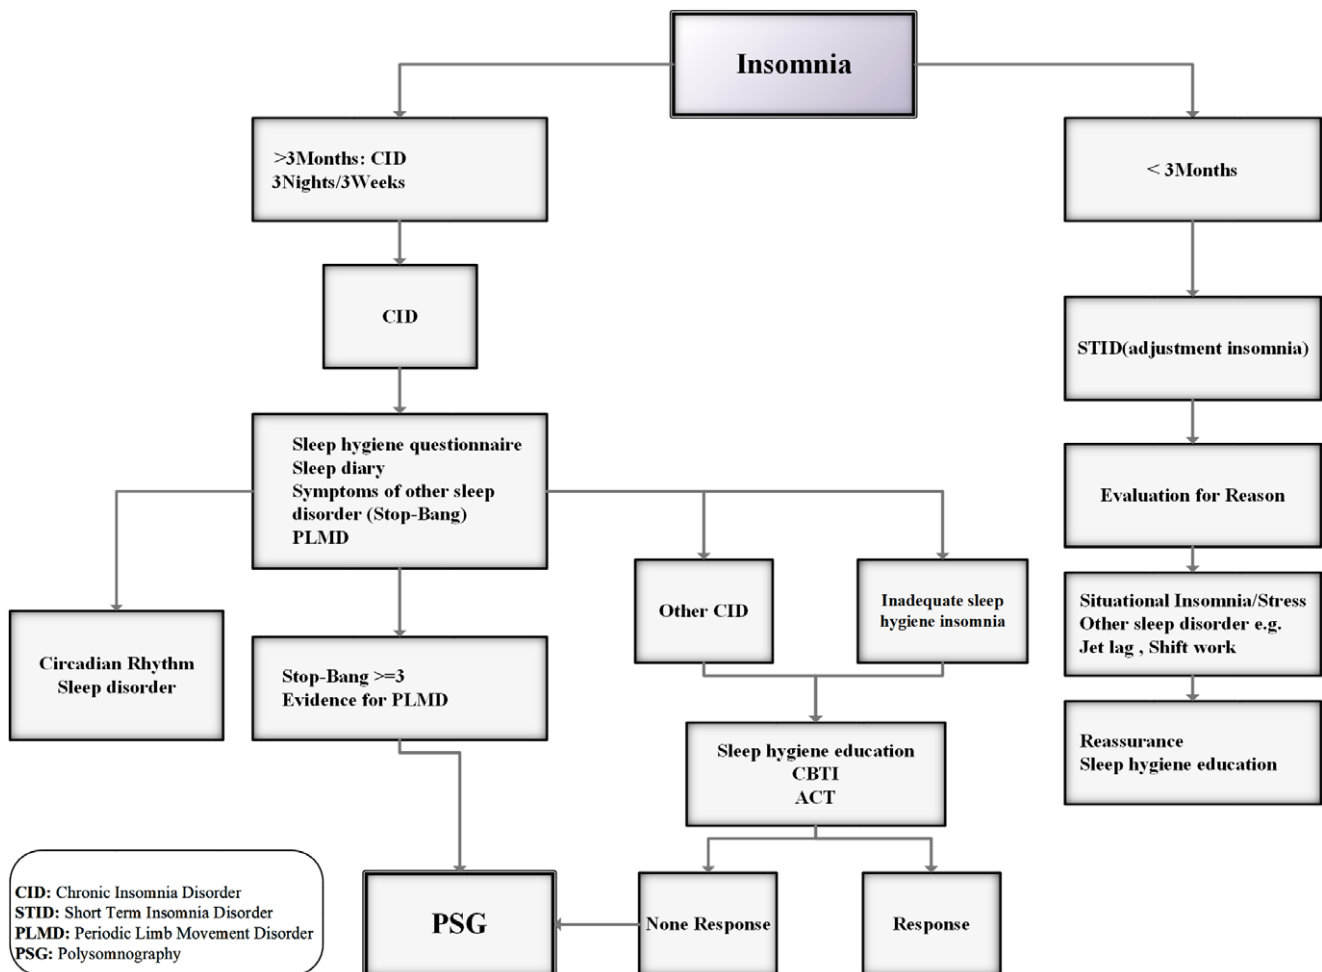 Insomnia
>3Months: CID
3Nights/3Weeks
< 3Months
CID
STID(adjustment insomnia)
Sleep hygiene questionnaire
Sleep diary
Symptoms of other sleep
disorder (Stop-Bang)
PLMD
Evaluation for Reason
Other CID
Inadequate sleep
hygiene insomnia
Situational Insomnia/Stress
Other sleep disorder e.g.
Jet lag , Shift work
Circadian Rhythm
Sleep disorder
Stop-Bang >=3
Evidence for PLMD
Sleep hygiene education
CBTI
ACT
Reassurance
Sleep hygiene education
PSG
None Response
Response
CID: Chronic Insomnia Disorder
STID: Short Term Insomnia Disorder
PLMD: Periodic Limb Movement Disorder
PSG: Polysomnography